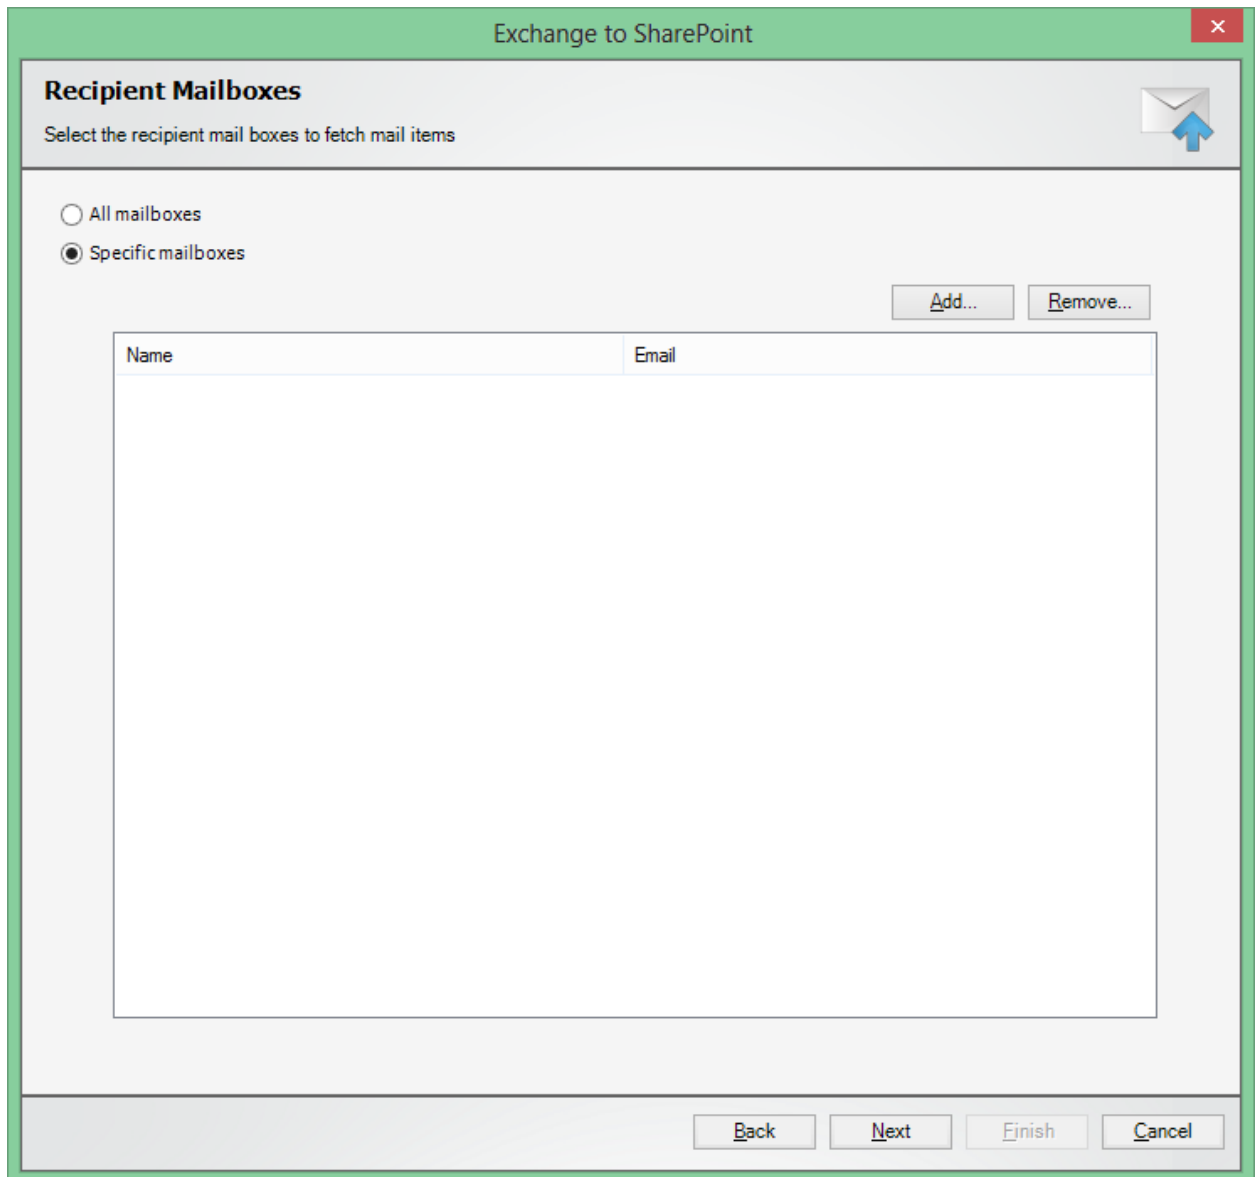 Exchange to SharePoint
Recipient Mailboxes
Select the recipient mail boxes to fetch mail items
All mailboxes
Specific mailboxes
Add... Remove...
Name Email
Back Next Finish Cancel